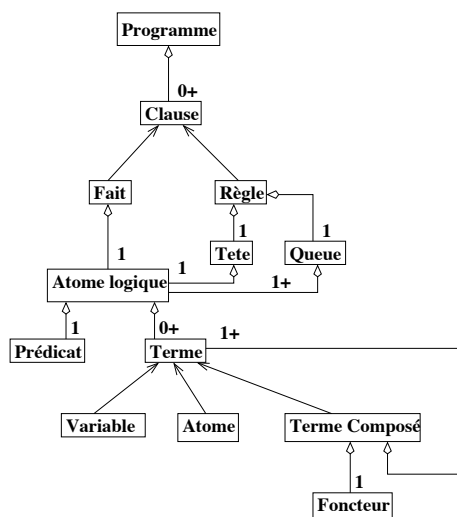 Programme
0+
Clause
Fait
Règle
1
1
1
Tete
Queue
1
1+
Atome logique
1
0+
1+
Prédicat
Terme
Variable
Atome
Terme Composé
1
Foncteur